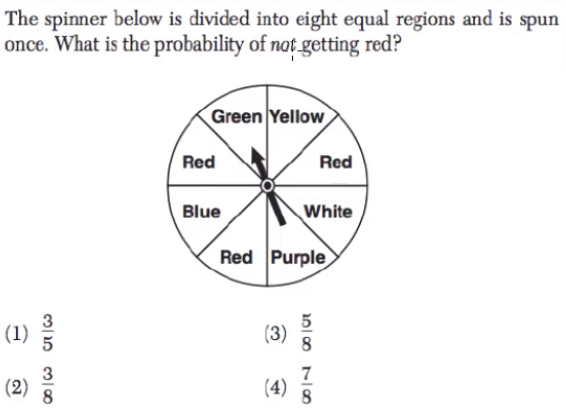 The spinner below is divided into eight equal regions and is spun
once. What is the probability of not getting red?
Green Yellow
Red Red
Blue White
Red Purple
(1) 3/5 (3) 5/8
(2) 3/8 (4) 7/8